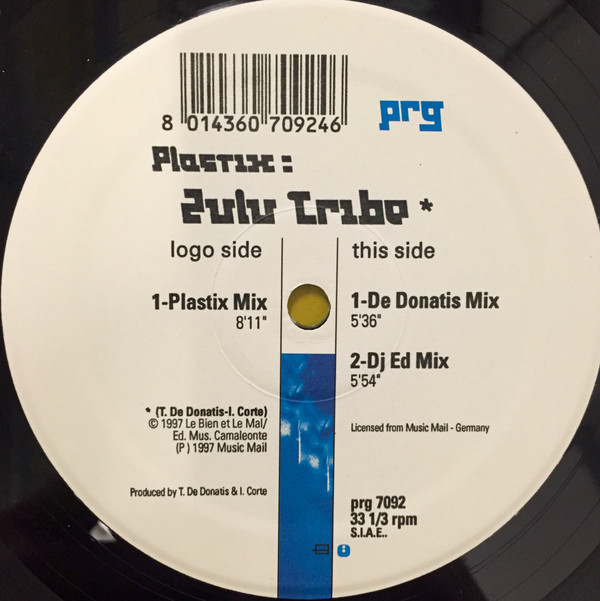 8 014360 709246
prg
Plastix:
Zulu Tribe *
logo side
this side
1-Plastix Mix
8'11"
1-De Donatis Mix
5'36"
2-Dj Ed Mix
5'54"
* (T. De Donatis-I. Corte)
© 1997 Le Bien et Le Mal/
Ed. Mus. Camaleonte
(P) 1997 Music Mail
Licensed from Music Mail - Germany
Produced by T. De Donatis & I. Corte
prg 7092
33 1/3 rpm
S.I.A.E..